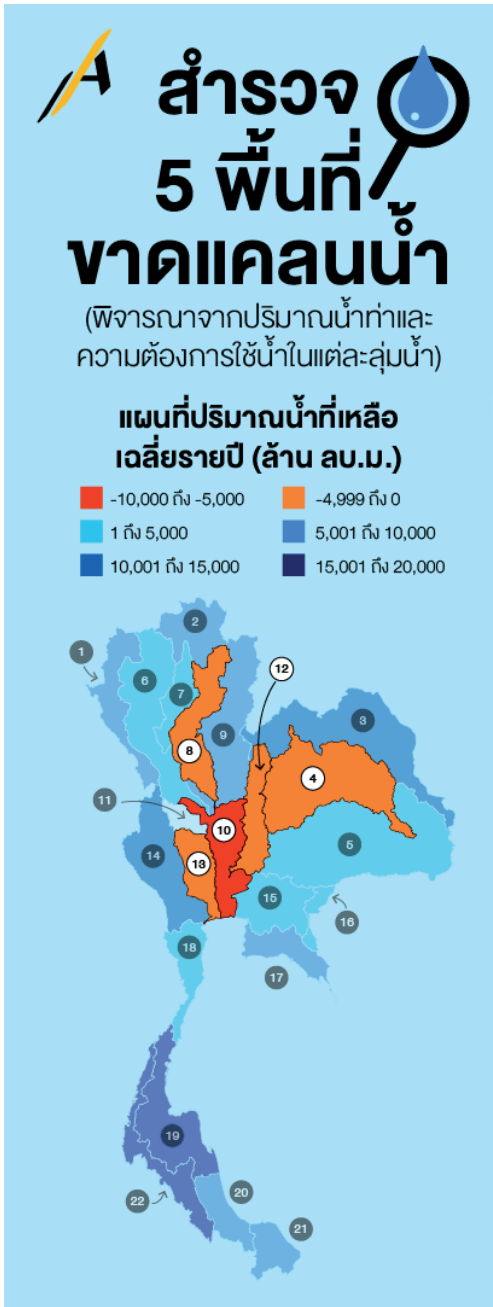 สำรวจ
5 พื้นที่
ขาดแคลนน้ำ
(พิจารณาจากปริมาณน้ำท่าและ
ความต้องการใช้น้ำในแต่ละลุ่มน้ำ)
แผนที่ปริมาณน้ำที่เหลือ
เฉลี่ยรายปี (ล้าน ลบ.ม.)
-10,000 ถึง -5,000
-4,999 ถึง 0
1 ถึง 5,000
5,001 ถึง 10,000
10,001 ถึง 15,000
15,001 ถึง 20,000
2
1
6
12
7
3
9
8
4
11
10
5
14
13
15
16
18
17
19
20
22
21